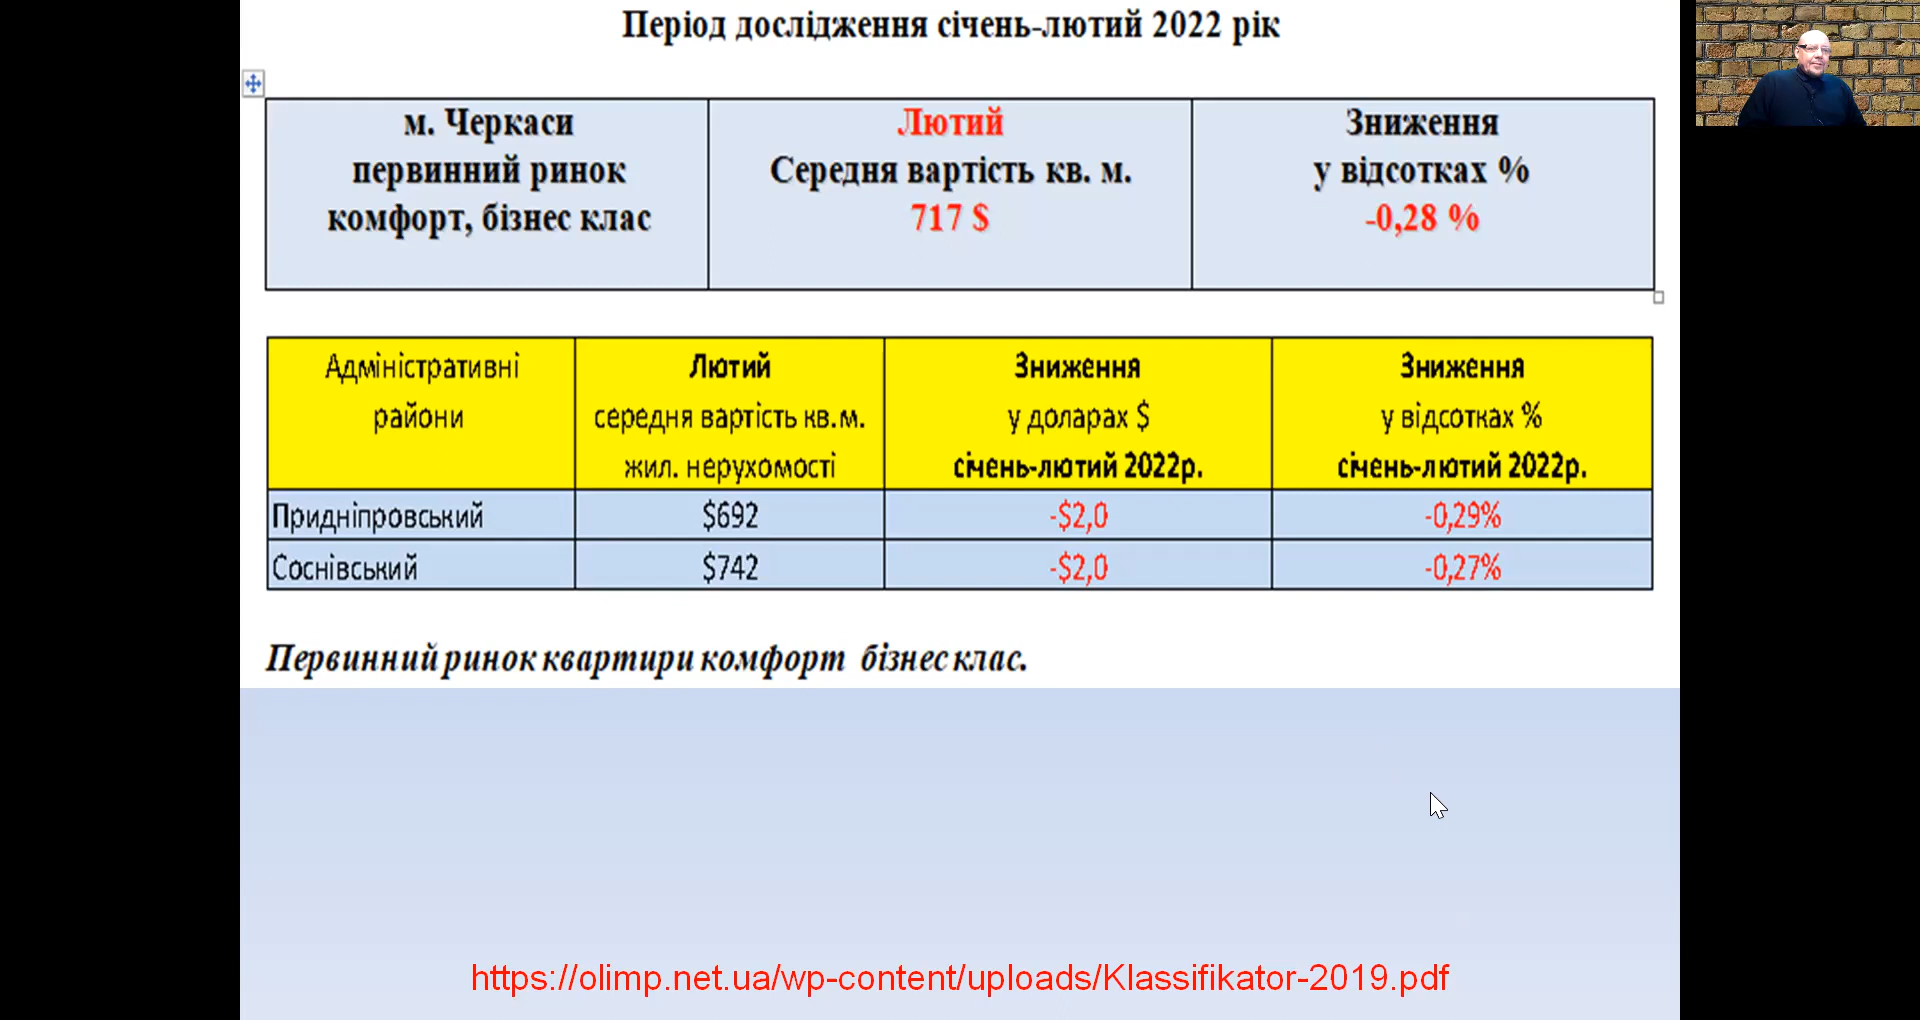 Період дослідження січень-лютий 2022 рік
м. Черкаси
первинний ринок
комфорт, бізнес клас
Лютий
Середня вартість кв. м.
717 $
Зниження
у відсотках %
-0,28 %
Адміністративні
райони
Лютий
середня вартість кв.м.
жил. нерухомості
Зниження
у доларах $
січень-лютий 2022р.
Зниження
у відсотках %
січень-лютий 2022р.
Придніпровський
$692
-$2,0
-0,29%
Соснівський
$742
-$2,0
-0,27%
Первинний ринок квартири комфорт бізнес клас.
https://olimp.net.ua/wp-content/uploads/Klassifikator-2019.pdf